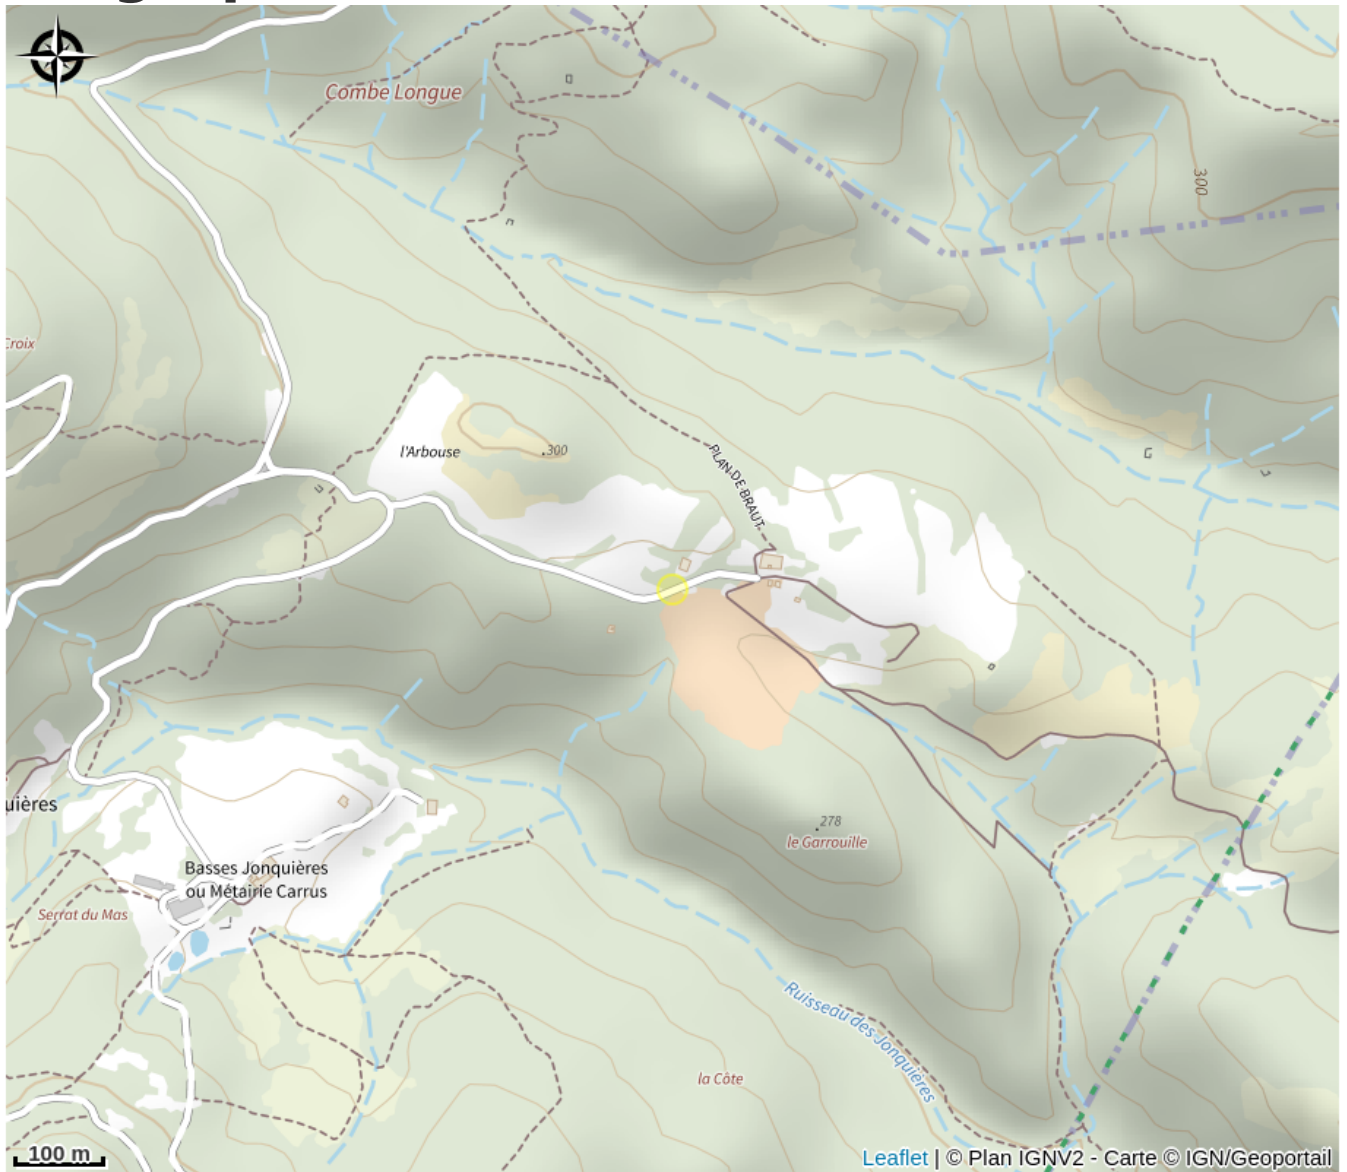 Combe Longue
300
Croix
l'Arbouse
.300
PLAN-DE-BRAUT
uières
278
le Garrouille
Basses Jonquières
ou Métairie Carrus
Serrat du Mas
Ruisseau des Jonquières
la Côte
100 m
Leaflet | © Plan IGNV2 - Carte © IGN/Geoportail